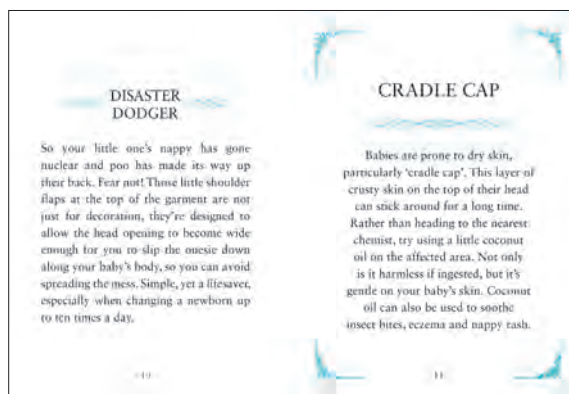 DISASTER
DODGER
So your little one's nappy has gone
nuclear and poo has made its way up
their back. Fear not! Those little shoulder
flaps at the top of the garment are not
just for decoration, they're designed to
allow the head opening to become wide
enough for you to slip the onesie down
along your baby's body, so you can avoid
spreading the mess. Simple, yet a lifesaver,
especially when changing a newborn up
to ten times a day.
10
CRADLE CAP
Babies are prone to dry skin,
particularly 'cradle cap'. This layer of
crusty skin on the top of their head
can stick around for a long time.
Rather than heading to the nearest
chemist, try using a little coconut
oil on the affected area. Not only
is it harmless if ingested, but it's
gentle on your baby's skin. Coconut
oil can also be used to soothe
insect bites, eczema and nappy rash.
11